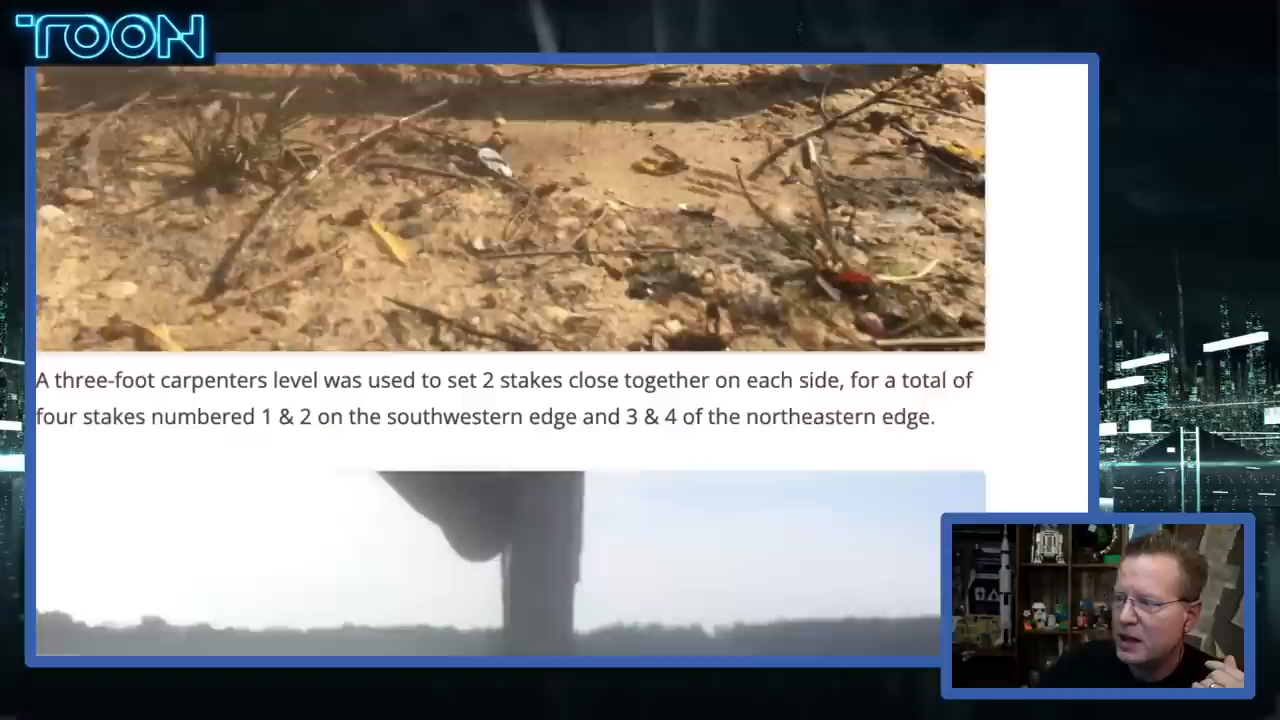 TOON
A three-foot carpenters level was used to set 2 stakes close together on each side, for a total of
four stakes numbered 1 & 2 on the southwestern edge and 3 & 4 of the northeastern edge.